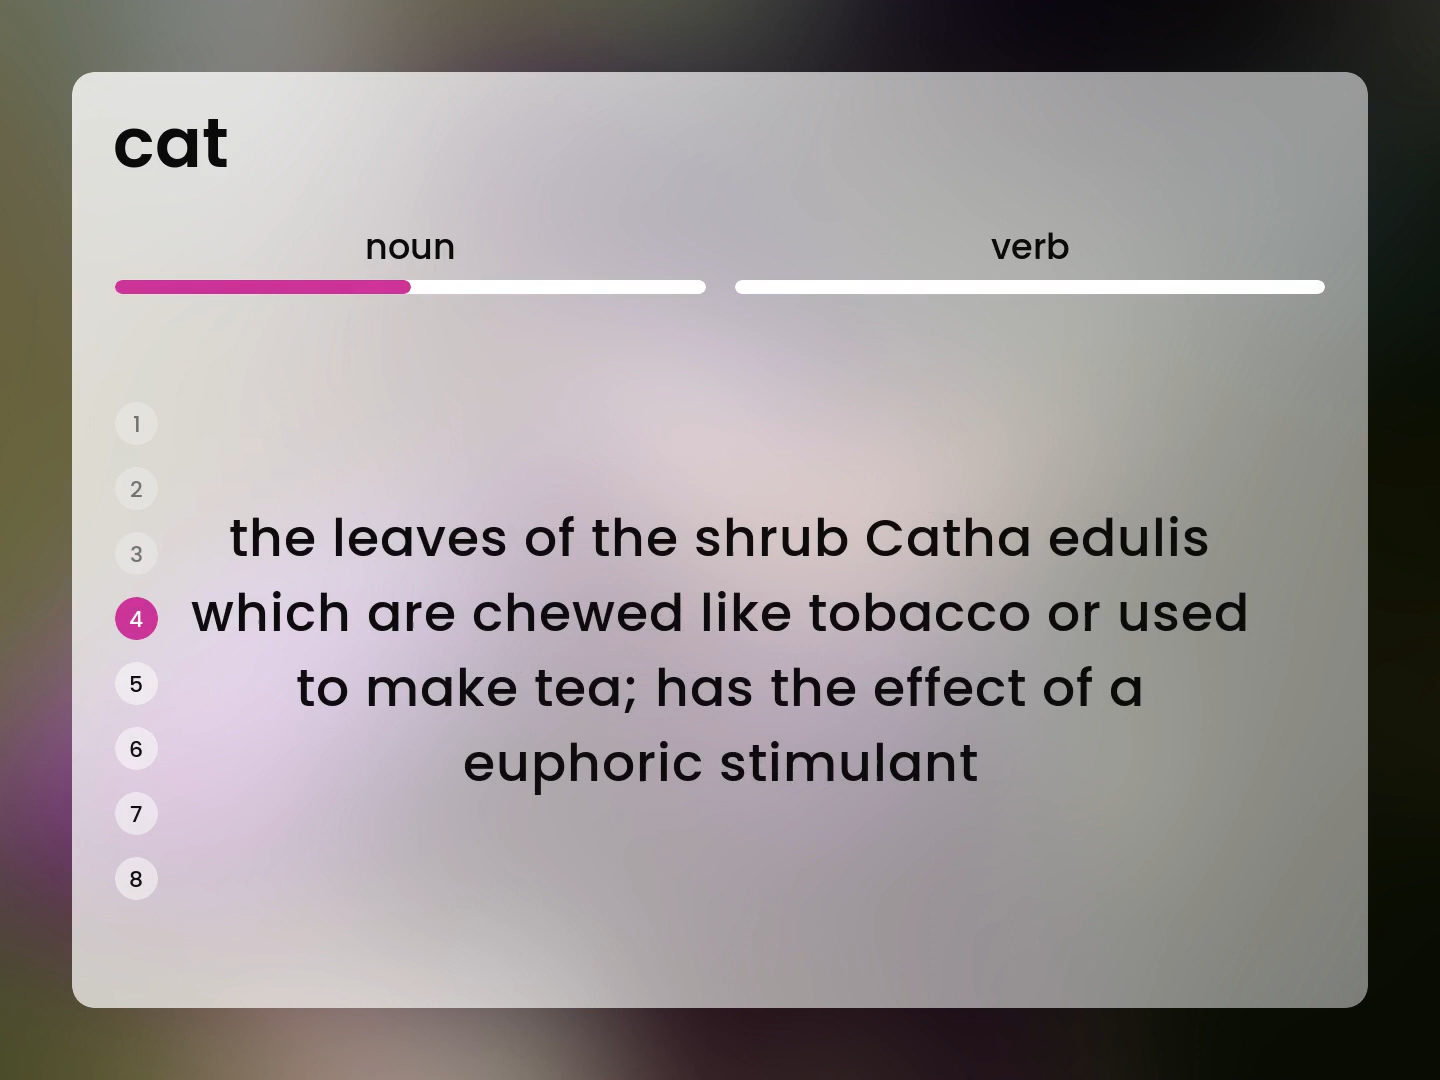 cat
noun
verb
1
2
3
4
5
6
7
8
the leaves of the shrub Catha edulis
which are chewed like tobacco or used
to make tea; has the effect of a
euphoric stimulant